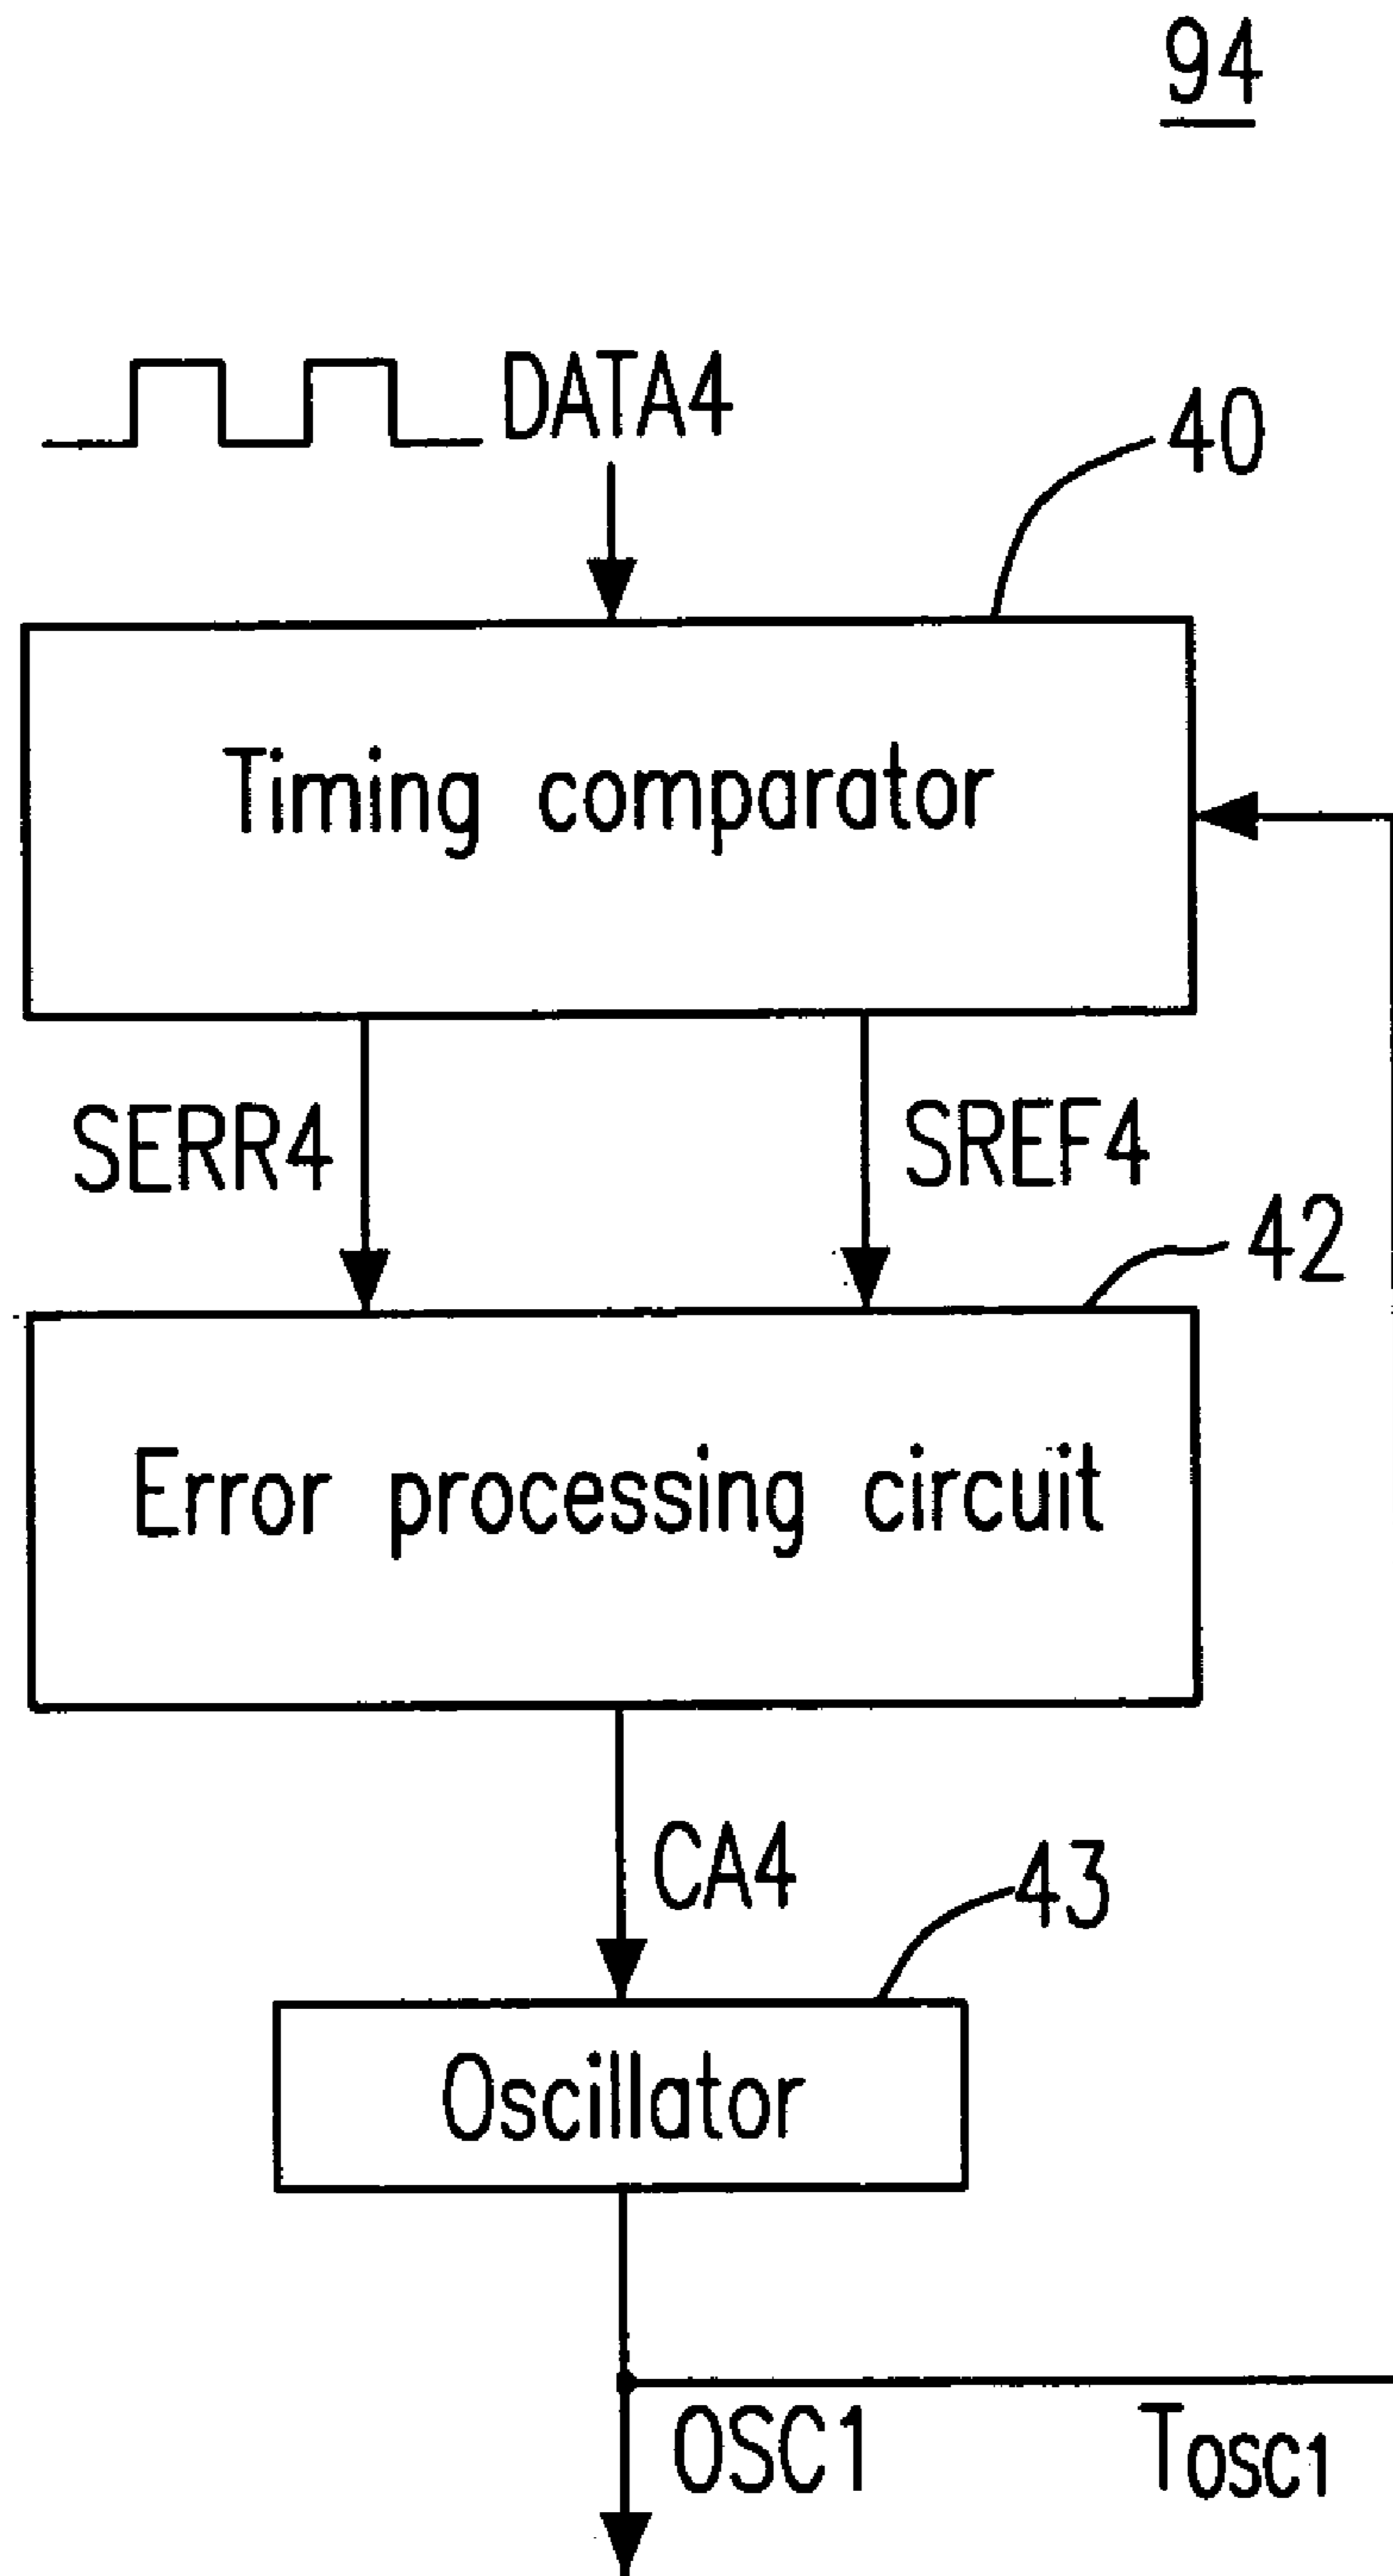 94
DATA4
40
Timing comparator
SERR4
SREF4
42
Error processing circuit
CA4
43
Oscillator
OSC1
TOSC1